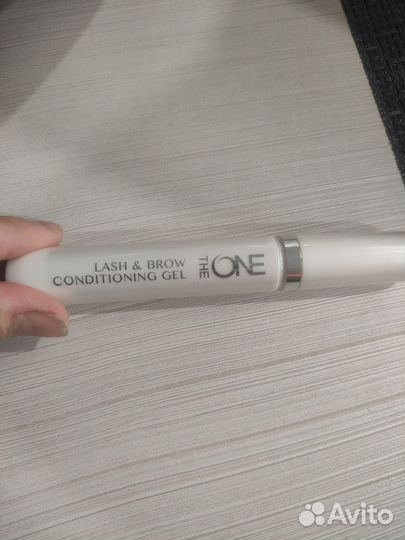 LASH & BROW
CONDITIONING GEL
THE ONE
Avito